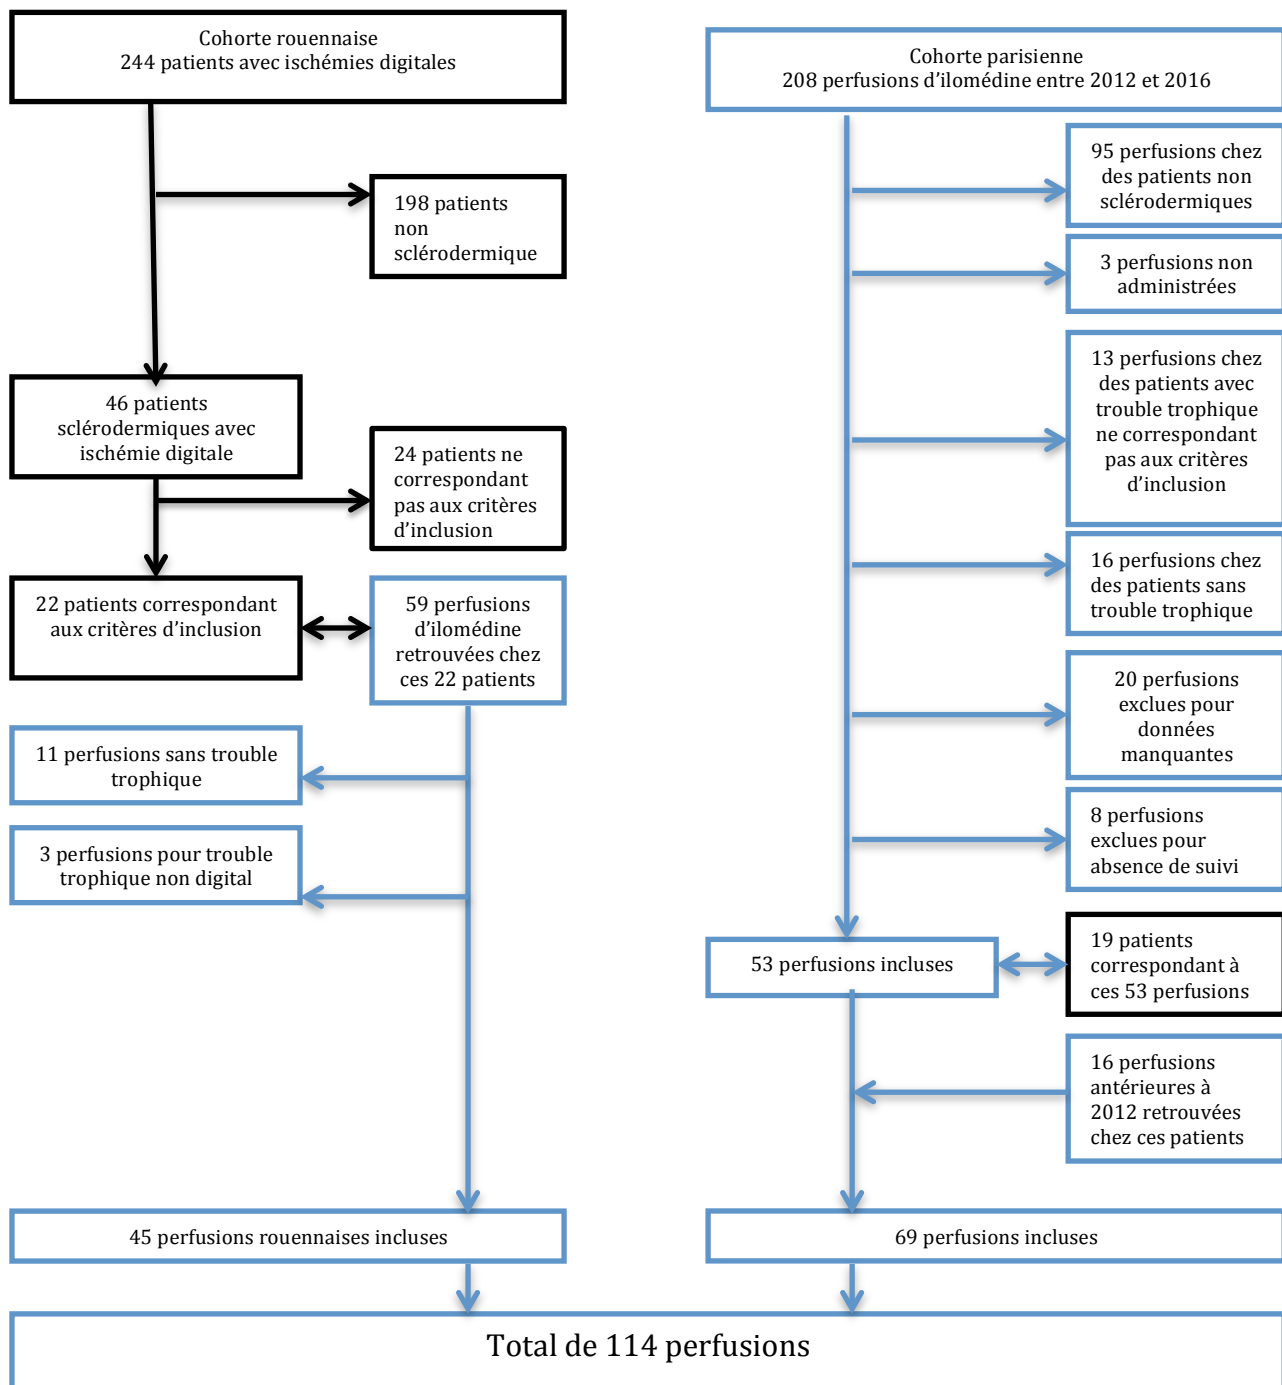 Cohorte rouennaise
244 patients avec ischémies digitales
198 patients
non
sclérodermique
46 patients
sclérodermiques avec
ischémie digitale
24 patients ne
correspondant
pas aux critères
d’inclusion
22 patients correspondant
aux critères d’inclusion
59 perfusions
d’ilomédine
retrouvées chez
ces 22 patients
11 perfusions sans trouble
trophique
3 perfusions pour trouble
trophique non digital
45 perfusions rouennaises incluses
Cohorte parisienne
208 perfusions d’ilomédine entre 2012 et 2016
95 perfusions chez
des patients non
sclérodermiques
3 perfusions non
administrées
13 perfusions chez
des patients avec
trouble trophique
ne correspondant
pas aux critères
d’inclusion
16 perfusions chez
des patients sans
trouble trophique
20 perfusions
exclues pour
données
manquantes
8 perfusions
exclues pour
absence de suivi
53 perfusions incluses
19 patients
correspondant à
ces 53 perfusions
16 perfusions
antérieures à
2012 retrouvées
chez ces patients
69 perfusions incluses
Total de 114 perfusions